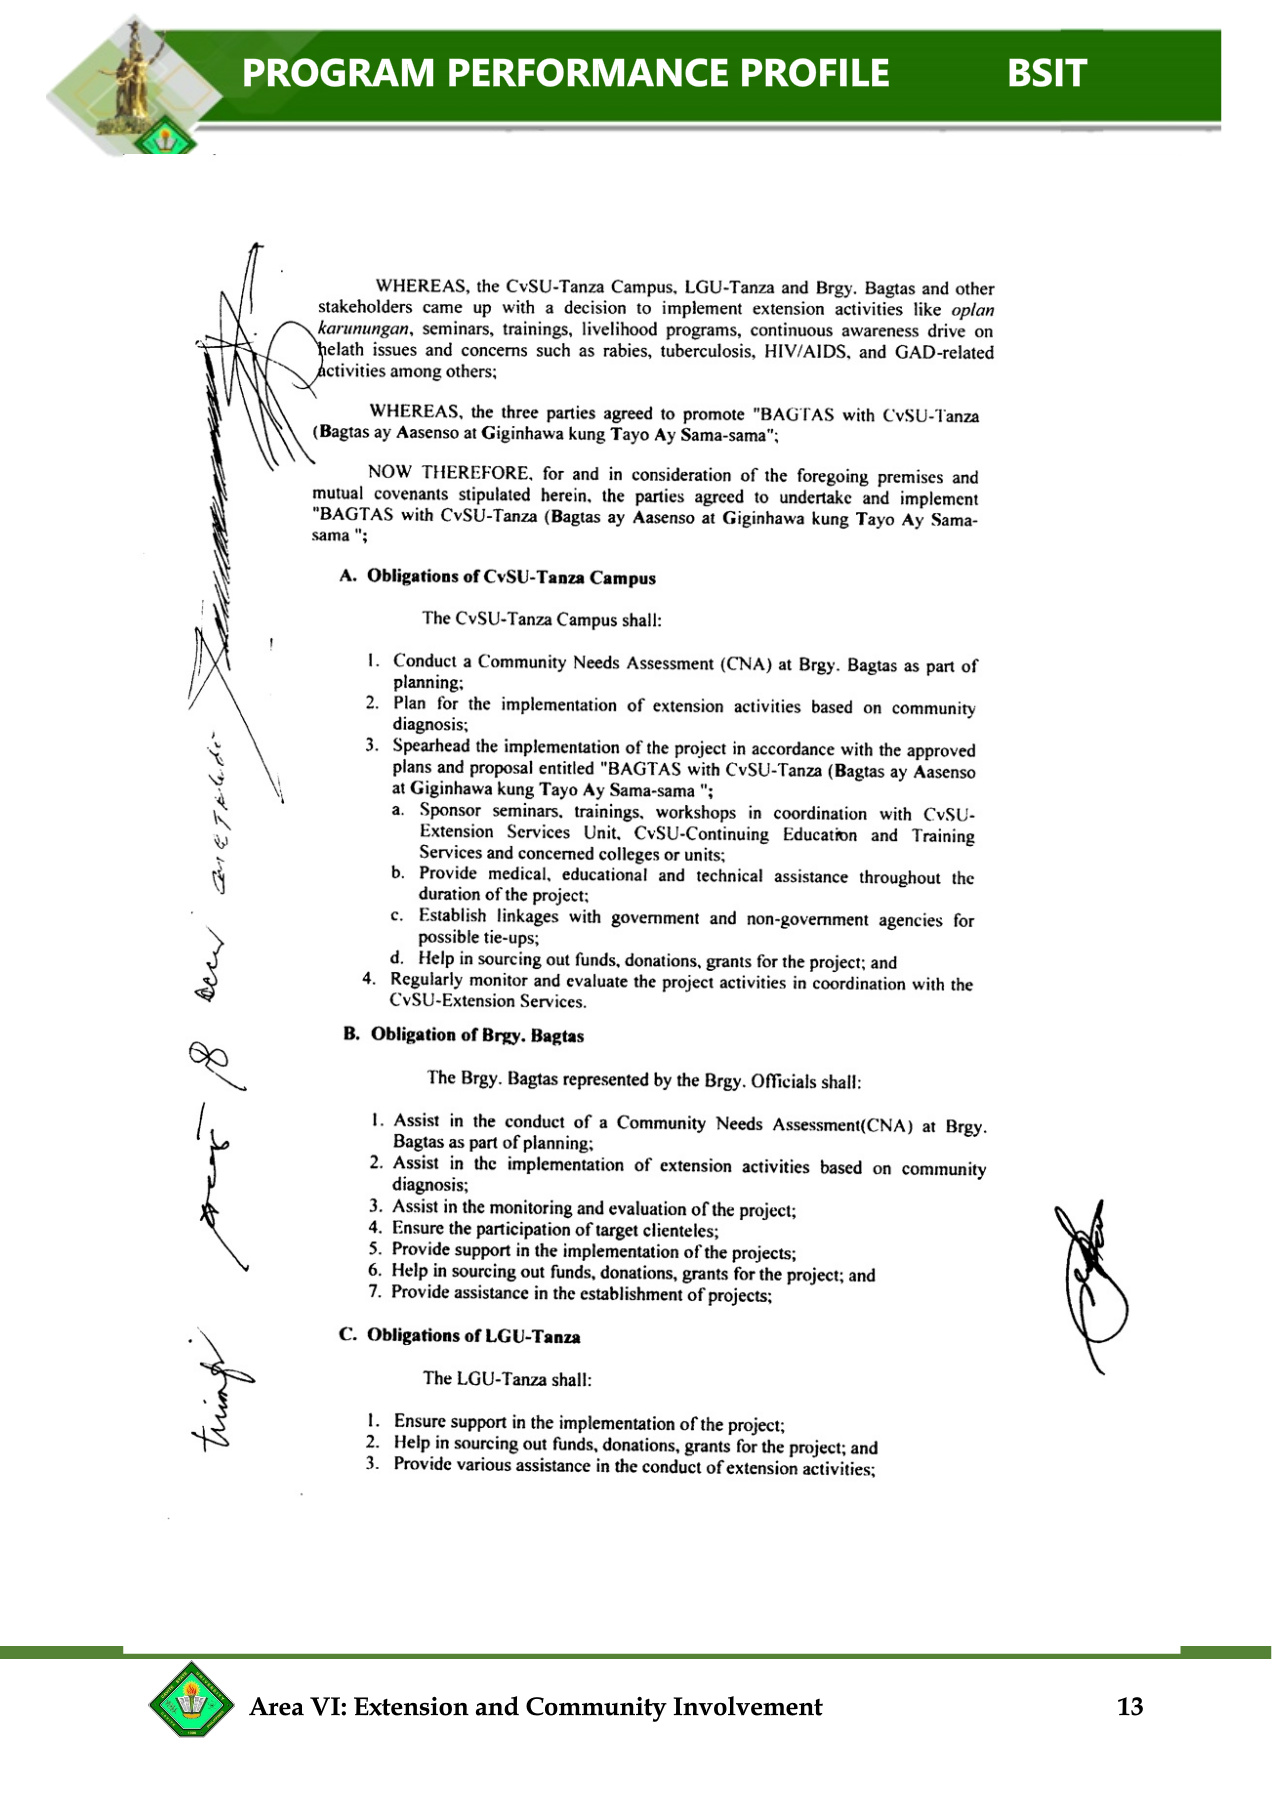 PROGRAM PERFORMANCE PROFILE BSIT
WHEREAS, the CvSU-Tanza Campus, LGU-Tanza and Brgy. Bagtas and other
stakeholders came up with a decision to implement extension activities like oplan
karunungan, seminars, trainings, livelihood programs, continuous awareness drive on
helath issues and concerns such as rabies, tuberculosis, HIV/AIDS, and GAD-related
activities among others;
WHEREAS, the three parties agreed to promote "BAGTAS with CvSU-Tanza
(Bagtas ay Aasenso at Giginhawa kung Tayo Ay Sama-sama";
NOW THEREFORE, for and in consideration of the foregoing premises and
mutual covenants stipulated herein, the parties agreed to undertake and implement
"BAGTAS with CvSU-Tanza (Bagtas ay Aasenso at Giginhawa kung Tayo Ay Sama-
sama ";
A. Obligations of CvSU-Tanza Campus
The CvSU-Tanza Campus shall:
1. Conduct a Community Needs Assessment (CNA) at Brgy. Bagtas as part of
planning;
2. Plan for the implementation of extension activities based on community
diagnosis;
3. Spearhead the implementation of the project in accordance with the approved
plans and proposal entitled "BAGTAS with CvSU-Tanza (Bagtas ay Aasenso
at Giginhawa kung Tayo Ay Sama-sama ";
a. Sponsor seminars, trainings, workshops in coordination with CvSU-
Extension Services Unit, CvSU-Continuing Education and Training
Services and concerned colleges or units;
b. Provide medical, educational and technical assistance throughout the
duration of the project;
c. Establish linkages with government and non-government agencies for
possible tie-ups;
d. Help in sourcing out funds, donations, grants for the project; and
4. Regularly monitor and evaluate the project activities in coordination with the
CvSU-Extension Services.
B. Obligation of Brgy. Bagtas
The Brgy. Bagtas represented by the Brgy. Officials shall:
1. Assist in the conduct of a Community Needs Assessment(CNA) at Brgy.
Bagtas as part of planning;
2. Assist in the implementation of extension activities based on community
diagnosis;
3. Assist in the monitoring and evaluation of the project;
4. Ensure the participation of target clienteles;
5. Provide support in the implementation of the projects;
6. Help in sourcing out funds, donations, grants for the project; and
7. Provide assistance in the establishment of projects;
C. Obligations of LGU-Tanza
The LGU-Tanza shall:
1. Ensure support in the implementation of the project;
2. Help in sourcing out funds, donations, grants for the project; and
3. Provide various assistance in the conduct of extension activities;
Area VI: Extension and Community Involvement 13